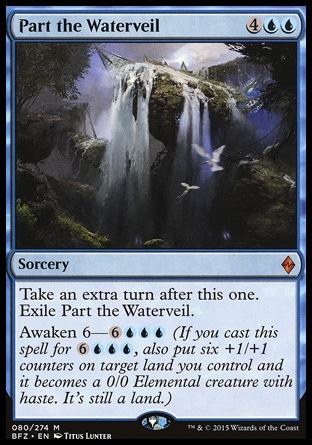 Part the Waterveil 4
Sorcery
Take an extra turn after this one.
Exile Part the Waterveil.
Awaken 6—6 (If you cast this
spell for 6, also put six +1/+1
counters on target land you control and
it becomes a 0/0 Elemental creature with
haste. It's still a land.)
080/274 M
BFZ • EN Titus Lunter
™ & © 2015 Wizards of the Coast